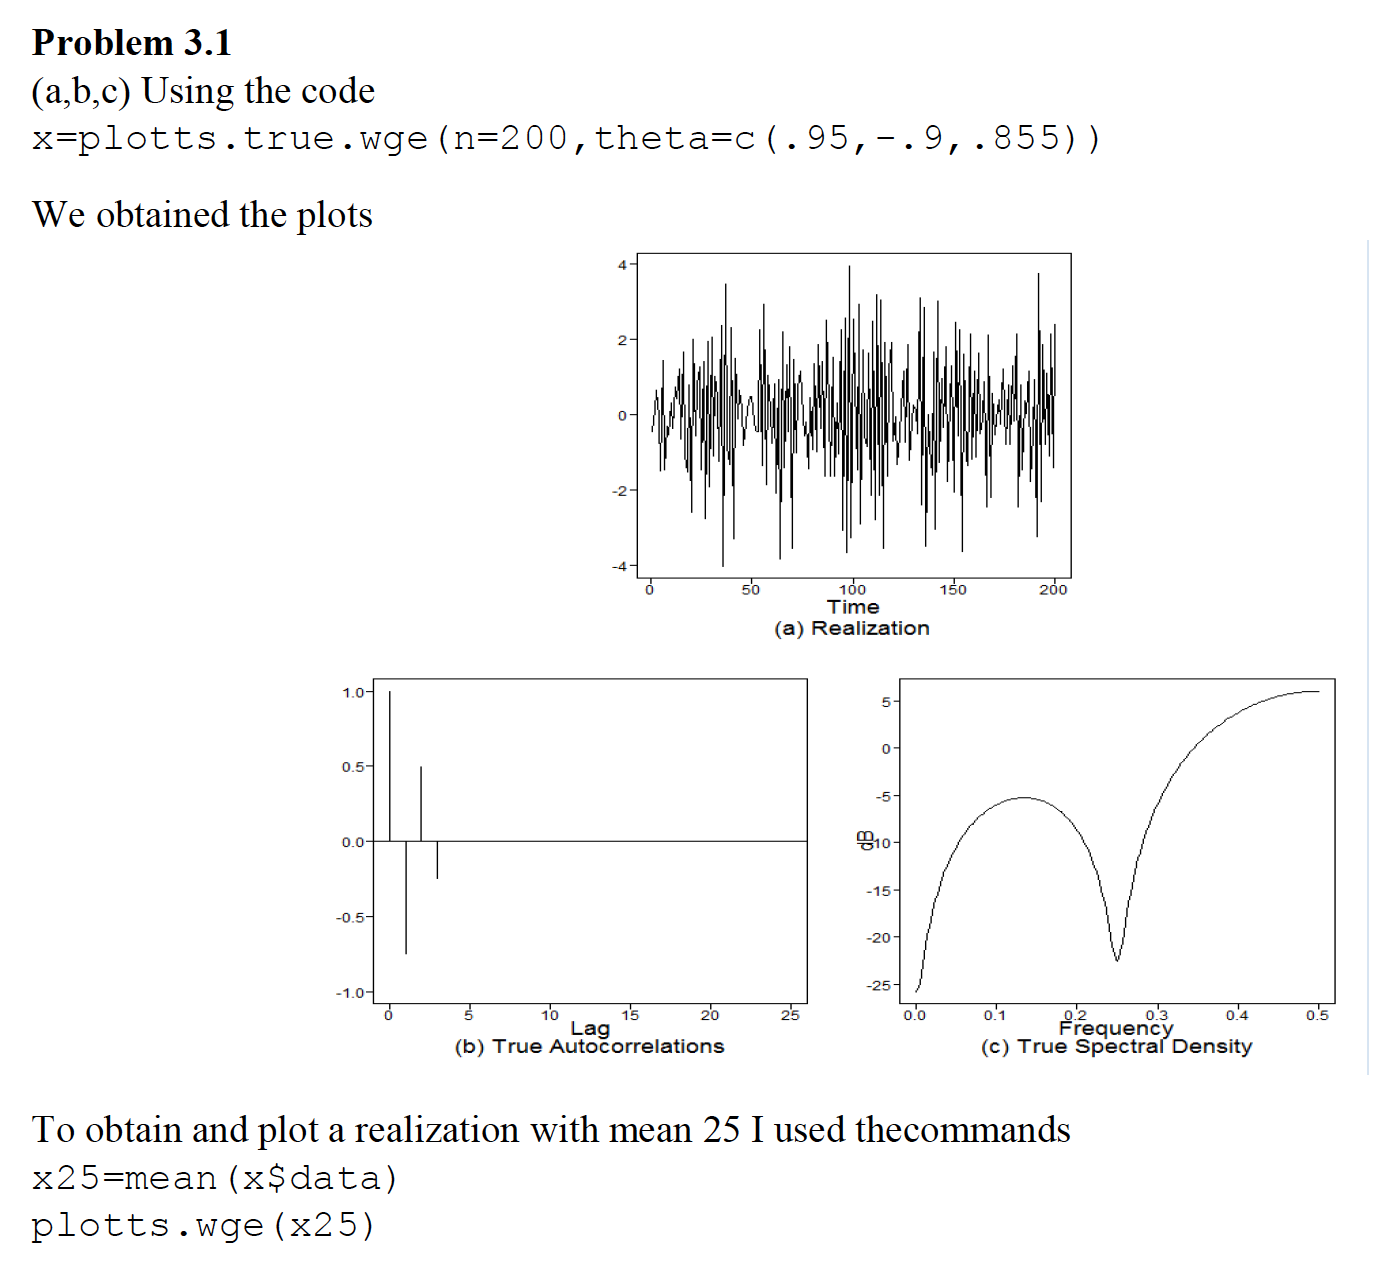 Problem 3.1
(a,b,c) Using the code
x=plotts.true.wge(n=200,theta=c(.95,-.9,.855))
We obtained the plots
4
2
0
-2
-4
0 50 100 150 200
Time
(a) Realization
1.0
0.5
0.0
-0.5
-1.0
0 5 10 15 20 25
Lag
(b) True Autocorrelations
dB
5
0
-5
-10
-15
-20
-25
0.0 0.1 0.2 0.3 0.4 0.5
Frequency
(c) True Spectral Density
To obtain and plot a realization with mean 25 I used thecommands
x25=mean(x$data)
plotts.wge(x25)